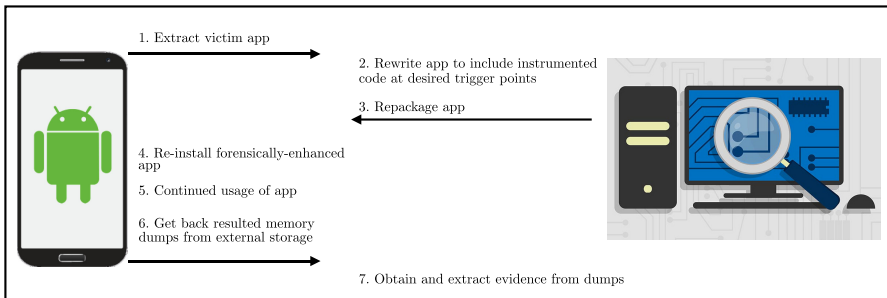 1. Extract victim app
2. Rewrite app to include instrumented
code at desired trigger points
3. Repackage app
4. Re-install forensically-enhanced
app
5. Continued usage of app
6. Get back resulted memory
dumps from external storage
7. Obtain and extract evidence from dumps